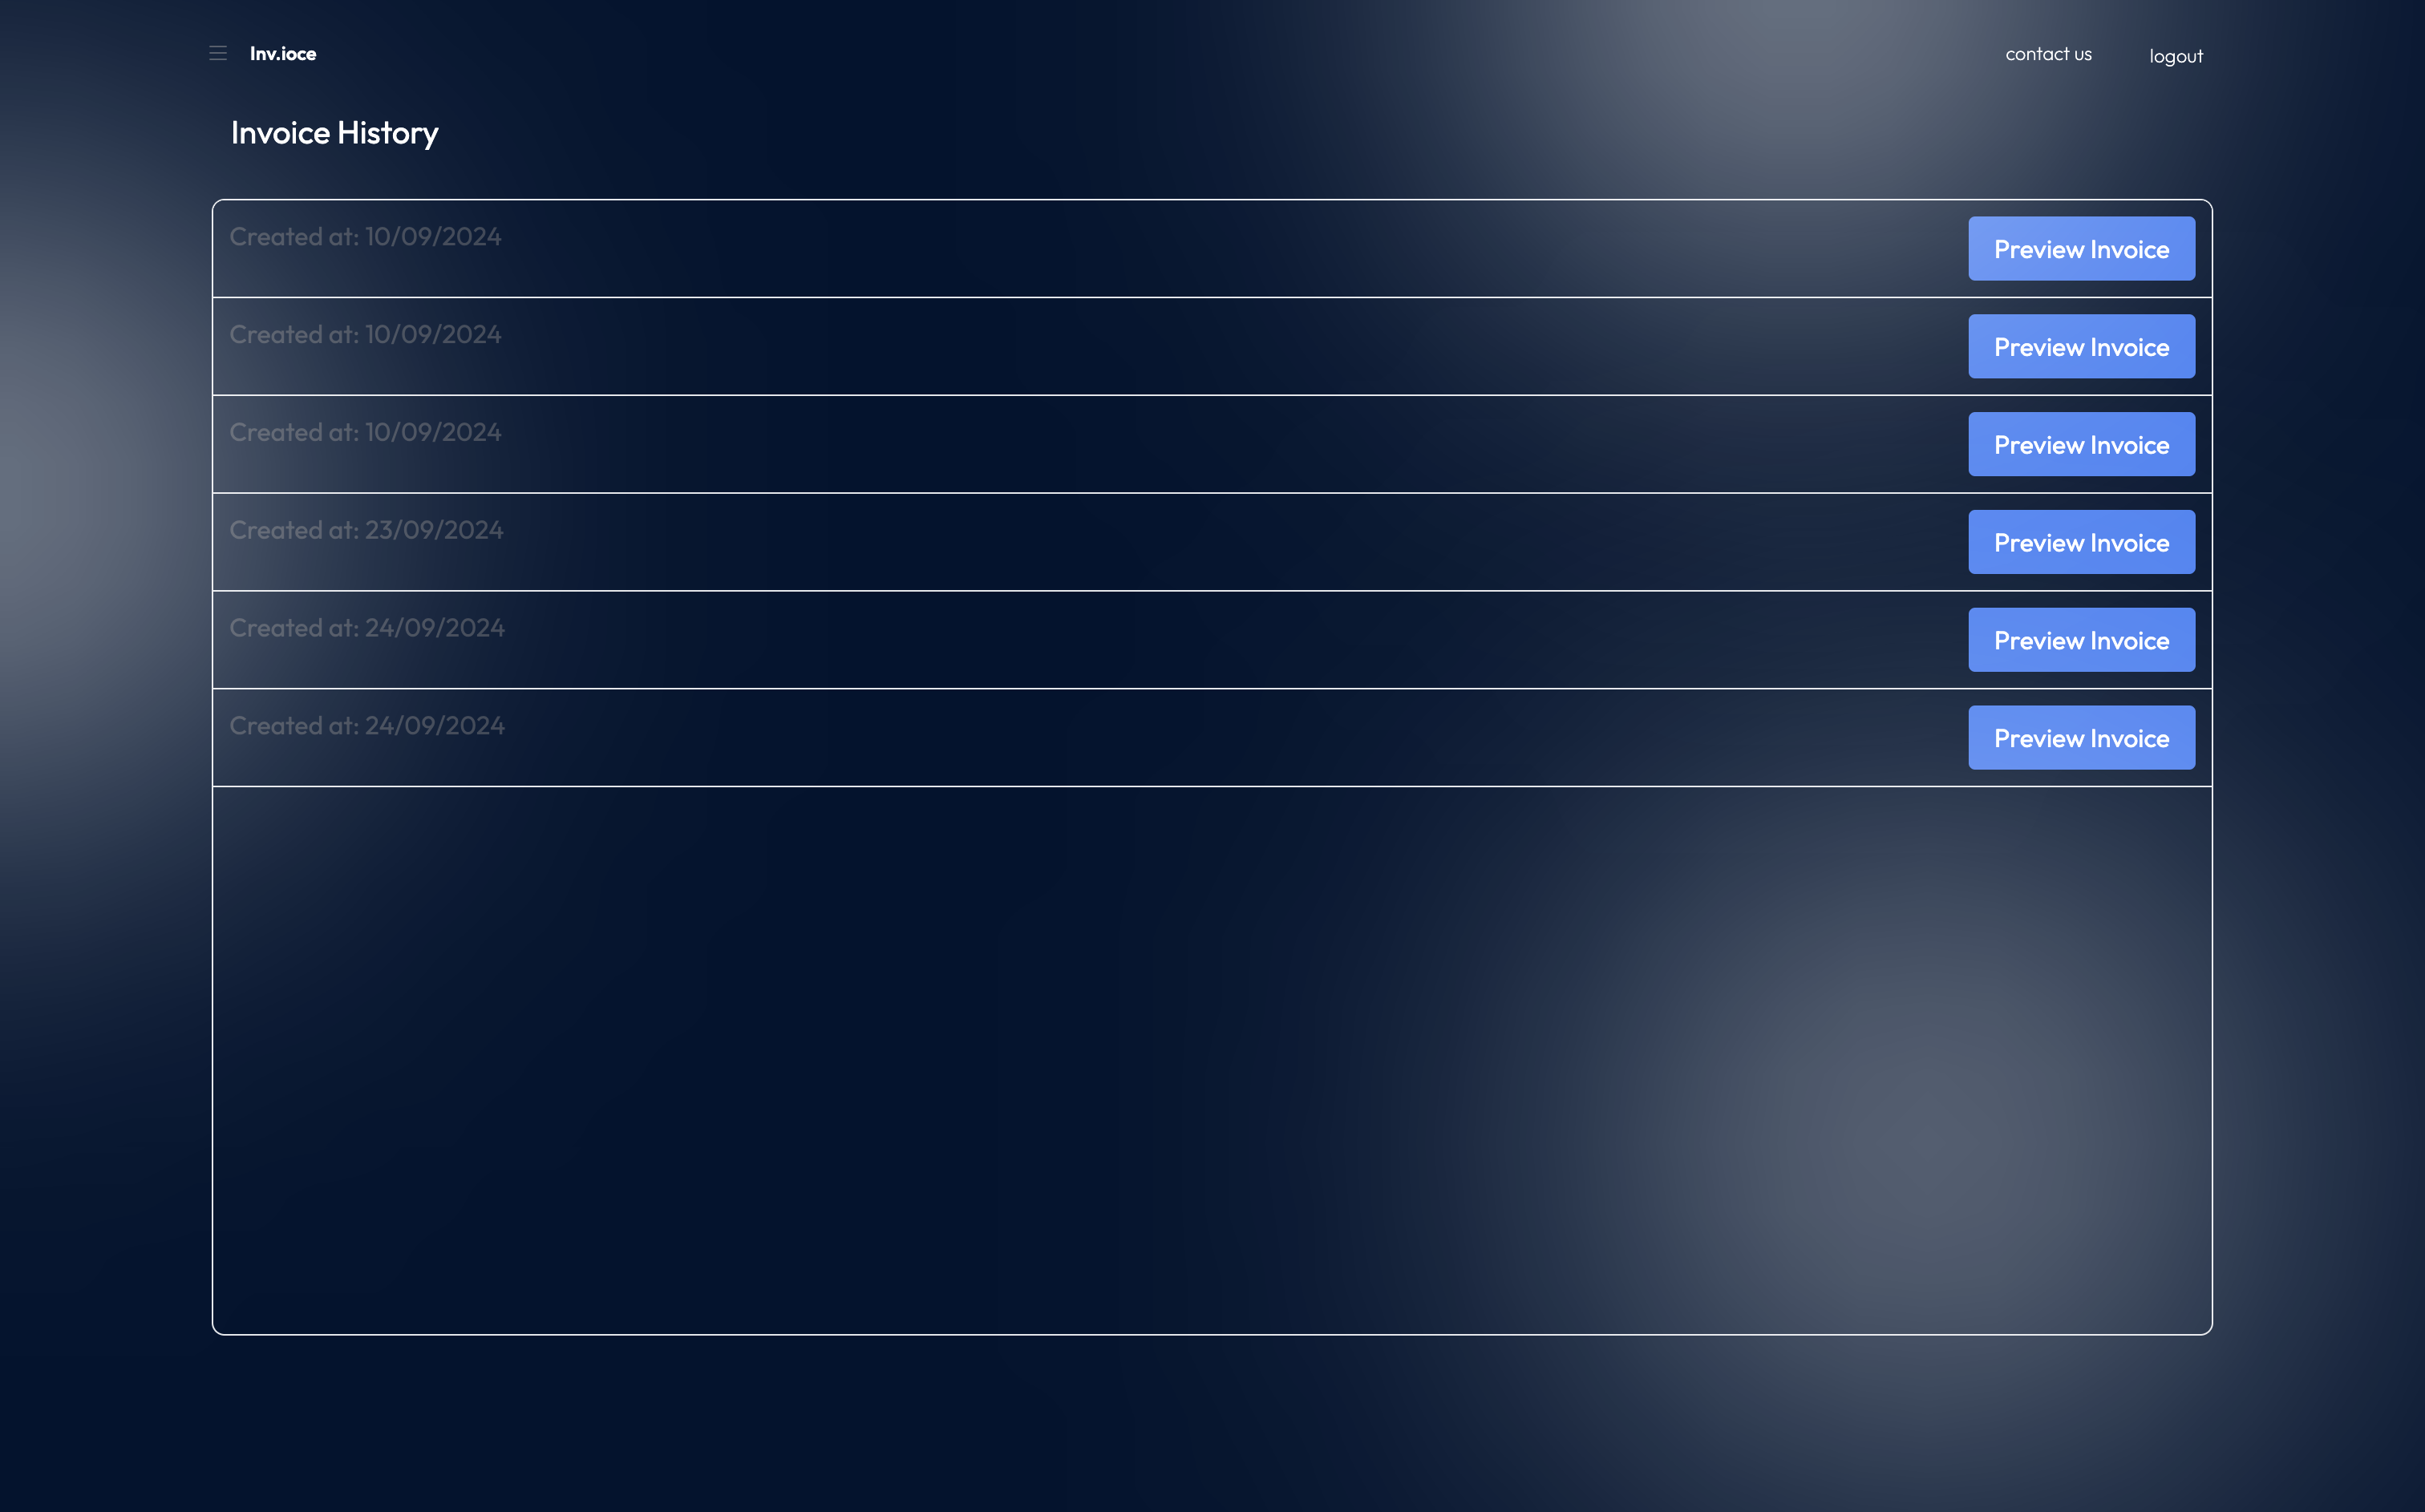 Inv.ioce
contact us
logout
Invoice History
Created at: 10/09/2024
Preview Invoice
Created at: 10/09/2024
Preview Invoice
Created at: 10/09/2024
Preview Invoice
Created at: 23/09/2024
Preview Invoice
Created at: 24/09/2024
Preview Invoice
Created at: 24/09/2024
Preview Invoice